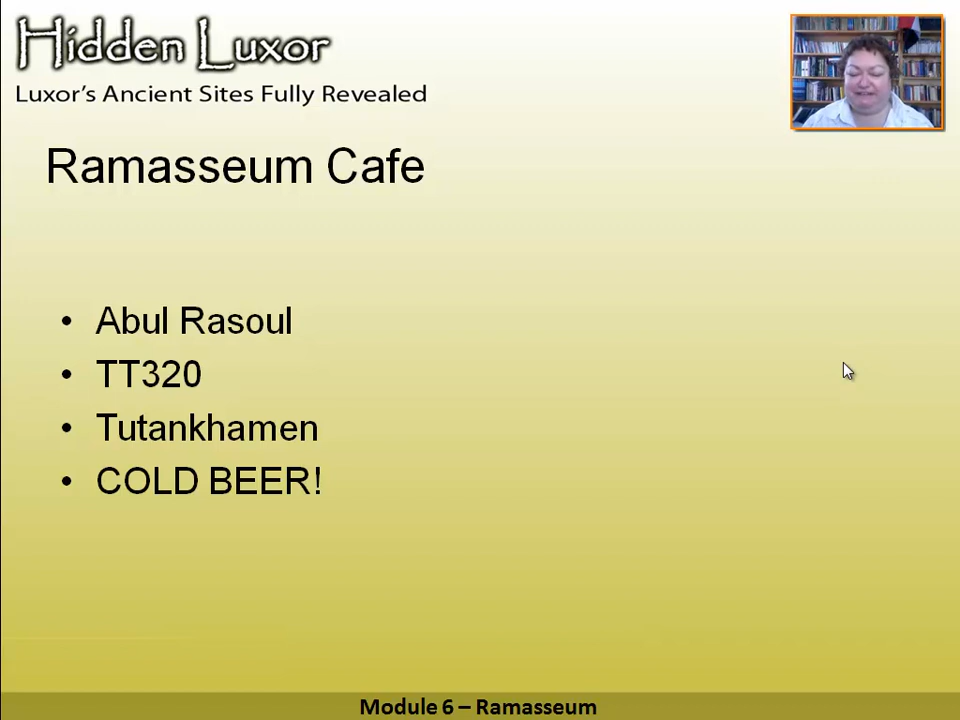 Hidden Luxor
Luxor's Ancient Sites Fully Revealed
Ramasseum Cafe
• Abul Rasoul
• TT320
• Tutankhamen
• COLD BEER!
Module 6 – Ramasseum